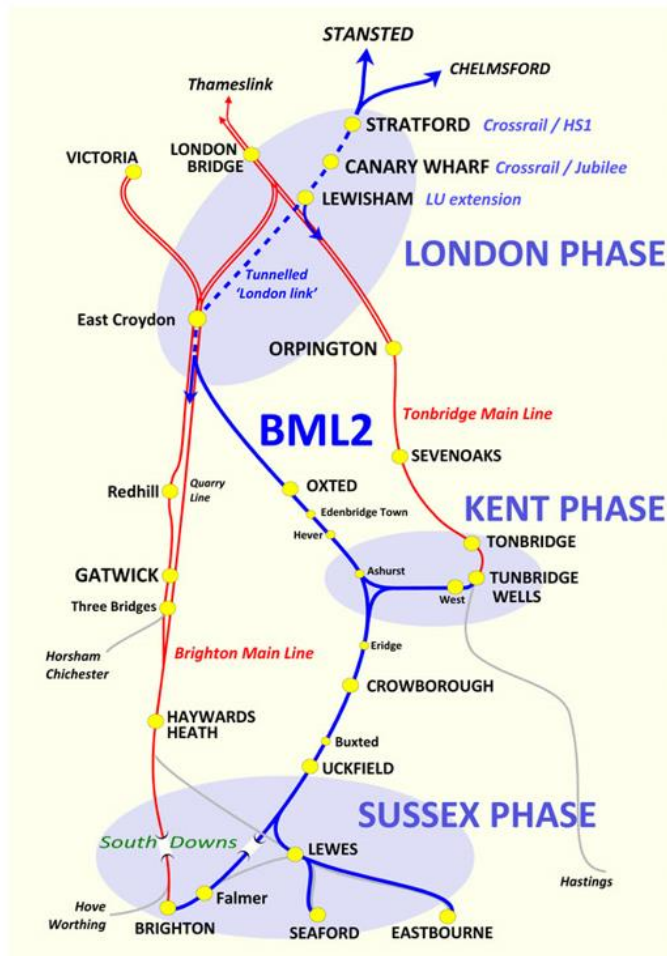 STANSTED
CHELMSFORD
Thameslink
STRATFORD Crossrail / HS1
VICTORIA
LONDON
BRIDGE
CANARY WHARF Crossrail / Jubilee
LEWISHAM LU extension
LONDON PHASE
Tunnelled
'London link'
East Croydon
ORPINGTON
BML2
Tonbridge Main Line
SEVENOAKS
Redhill
Quarry
Line
OXTED
Edenbridge Town
Hever
KENT PHASE
TONBRIDGE
GATWICK
Ashurst
TUNBRIDGE
WELLS
West
Three Bridges
Horsham
Chichester
Brighton Main Line
Eridge
CROWBOROUGH
HAYWARDS
HEATH
Buxted
UCKFIELD
SUSSEX PHASE
South Downs
LEWES
Hastings
Falmer
Hove
Worthing
BRIGHTON
SEAFORD
EASTBOURNE